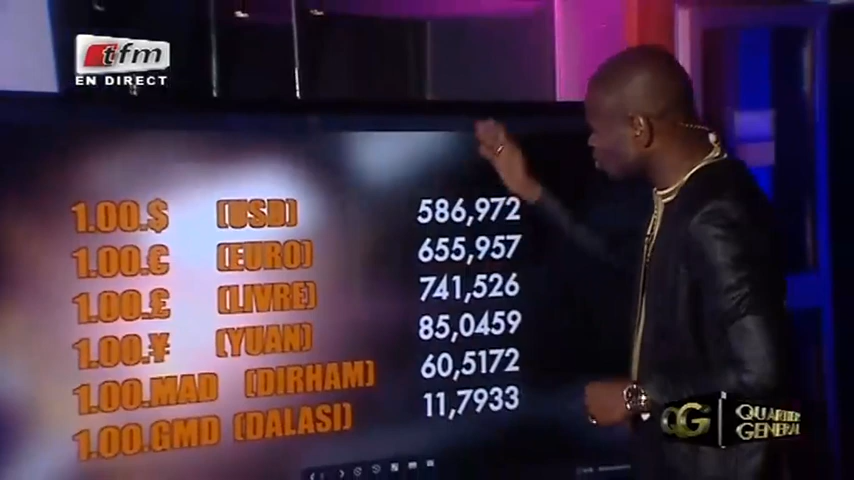 tfm
EN DIRECT
1.00.$ (USD) 586,972
1.00.€ (EURO) 655,957
1.00.£ (LIVRE) 741,526
1.00.¥ (YUAN) 85,0459
1.00.MAD (DIRHAM) 60,5172
1.00.GMD (DALASI) 11,7933
QG QUARTIER GENERAL